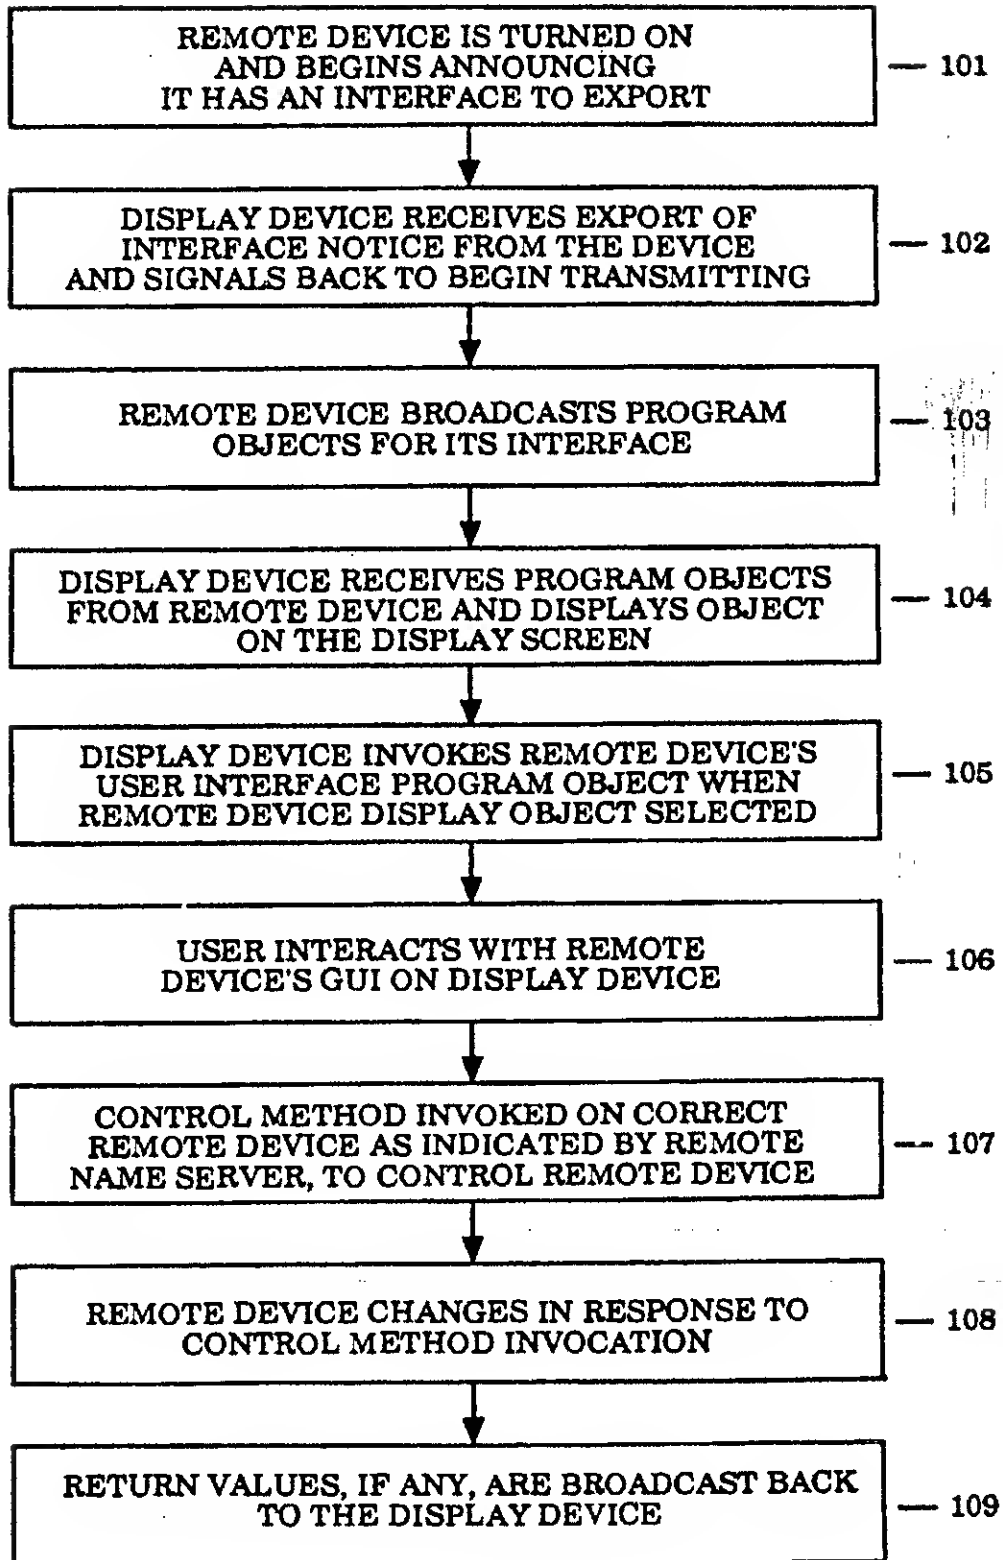 REMOTE DEVICE IS TURNED ON
AND BEGINS ANNOUNCING
IT HAS AN INTERFACE TO EXPORT
101
DISPLAY DEVICE RECEIVES EXPORT OF
INTERFACE NOTICE FROM THE DEVICE
AND SIGNALS BACK TO BEGIN TRANSMITTING
102
REMOTE DEVICE BROADCASTS PROGRAM
OBJECTS FOR ITS INTERFACE
103
DISPLAY DEVICE RECEIVES PROGRAM OBJECTS
FROM REMOTE DEVICE AND DISPLAYS OBJECT
ON THE DISPLAY SCREEN
104
DISPLAY DEVICE INVOKES REMOTE DEVICE'S
USER INTERFACE PROGRAM OBJECT WHEN
REMOTE DEVICE DISPLAY OBJECT SELECTED
105
USER INTERACTS WITH REMOTE
DEVICE'S GUI ON DISPLAY DEVICE
106
CONTROL METHOD INVOKED ON CORRECT
REMOTE DEVICE AS INDICATED BY REMOTE
NAME SERVER, TO CONTROL REMOTE DEVICE
107
REMOTE DEVICE CHANGES IN RESPONSE TO
CONTROL METHOD INVOCATION
108
RETURN VALUES, IF ANY, ARE BROADCAST BACK
TO THE DISPLAY DEVICE
109